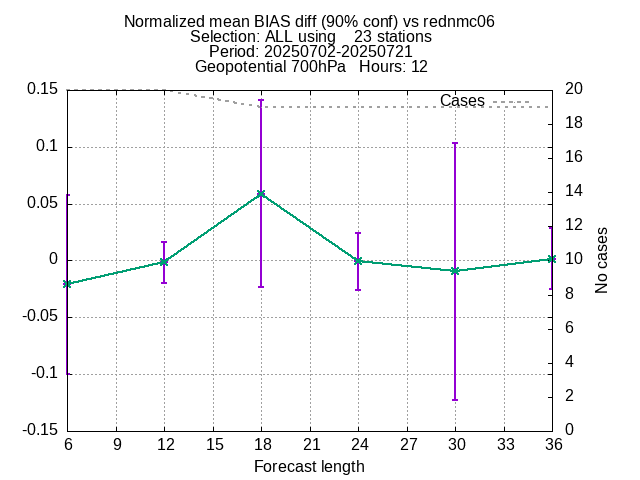 Normalized mean BIAS diff (90% conf) vs rednmc06
Selection: ALL using    23 stations
Period: 20250702-20250721
Geopotential 700hPa   Hours: 12
0.15
0.1
0.05
0
-0.05
-0.1
-0.15
Cases
20
18
16
14
12
10
8
6
4
2
0
No cases
6 9 12 15 18 21 24 27 30 33 36
Forecast length